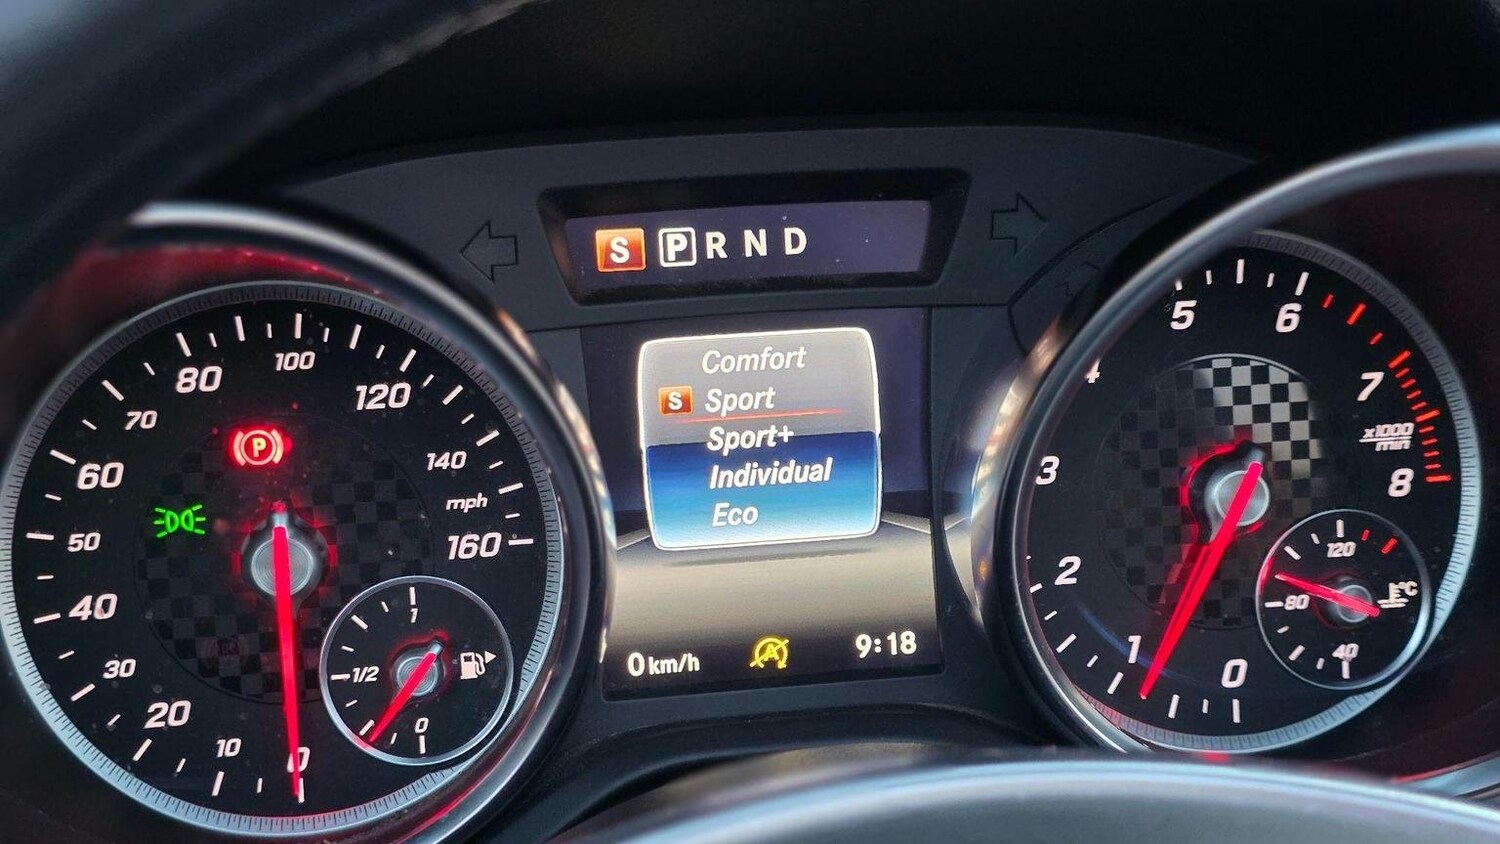 S P R N D
Comfort
S Sport
Sport+
Individual
Eco
0 km/h
A
9:18
0
10
20
30
40
50
60
70
80
100
120
140
mph
160
P
1
1/2
0
0
1
2
3
4
5
6
7
8
x1000
min
120
80
°C
40